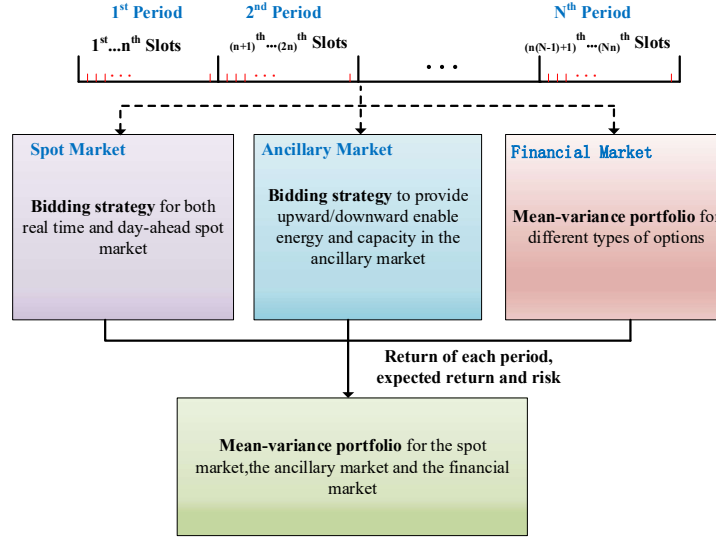 1st Period
2nd Period
Nth Period
1st...nth Slots
(n+1)th...(2n)th Slots
(n(N-1)+1)th...(Nn)th Slots
...
Spot Market
Bidding strategy for both
real time and day-ahead spot
market
Ancillary Market
Bidding strategy to provide
upward/downward enable
energy and capacity in the
ancillary market
Financial Market
Mean-variance portfolio for
different types of options
Return of each period,
expected return and risk
Mean-variance portfolio for the spot
market,the ancillary market and the financial
market